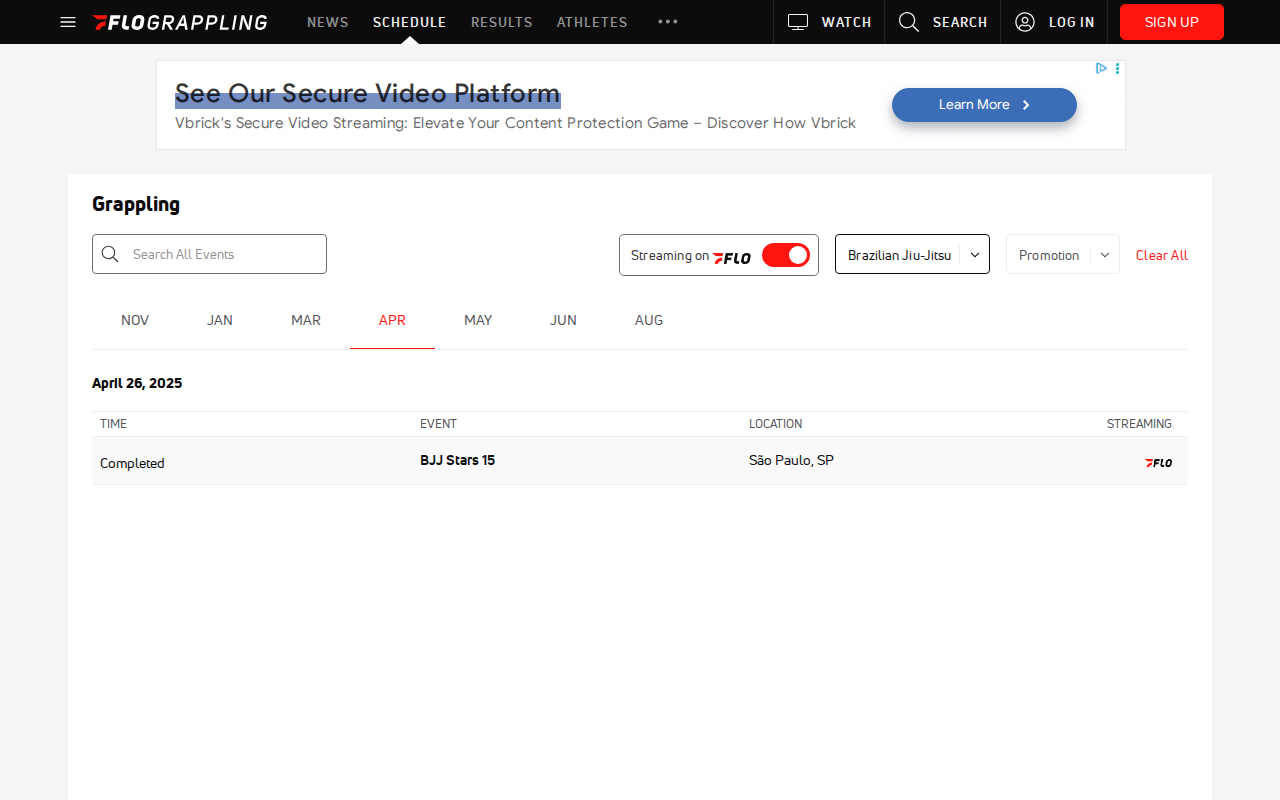 FLOGRAPPLING NEWS SCHEDULE RESULTS ATHLETES WATCH SEARCH LOG IN SIGN UP
See Our Secure Video Platform
Vbrick's Secure Video Streaming: Elevate Your Content Protection Game – Discover How Vbrick
Learn More
Grappling
Search All Events Streaming on FLO Brazilian Jiu-Jitsu Promotion Clear All
NOV JAN MAR APR MAY JUN AUG
April 26, 2025
TIME EVENT LOCATION STREAMING
Completed BJJ Stars 15 São Paulo, SP FLO